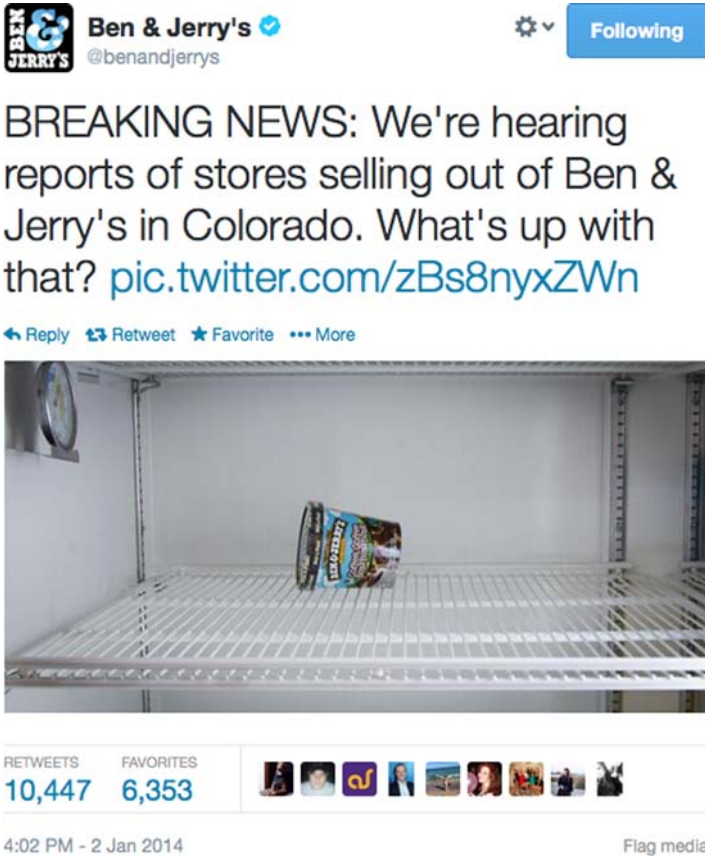 BEN
&
JERRY'S
Ben & Jerry's
@benandjerrys
Following
BREAKING NEWS: We're hearing
reports of stores selling out of Ben &
Jerry's in Colorado. What's up with
that? pic.twitter.com/zBs8nyxZWn
Reply Retweet Favorite More
BEN & JERRY'S
RETWEETS FAVORITES
10,447 6,353
4:02 PM - 2 Jan 2014 Flag media